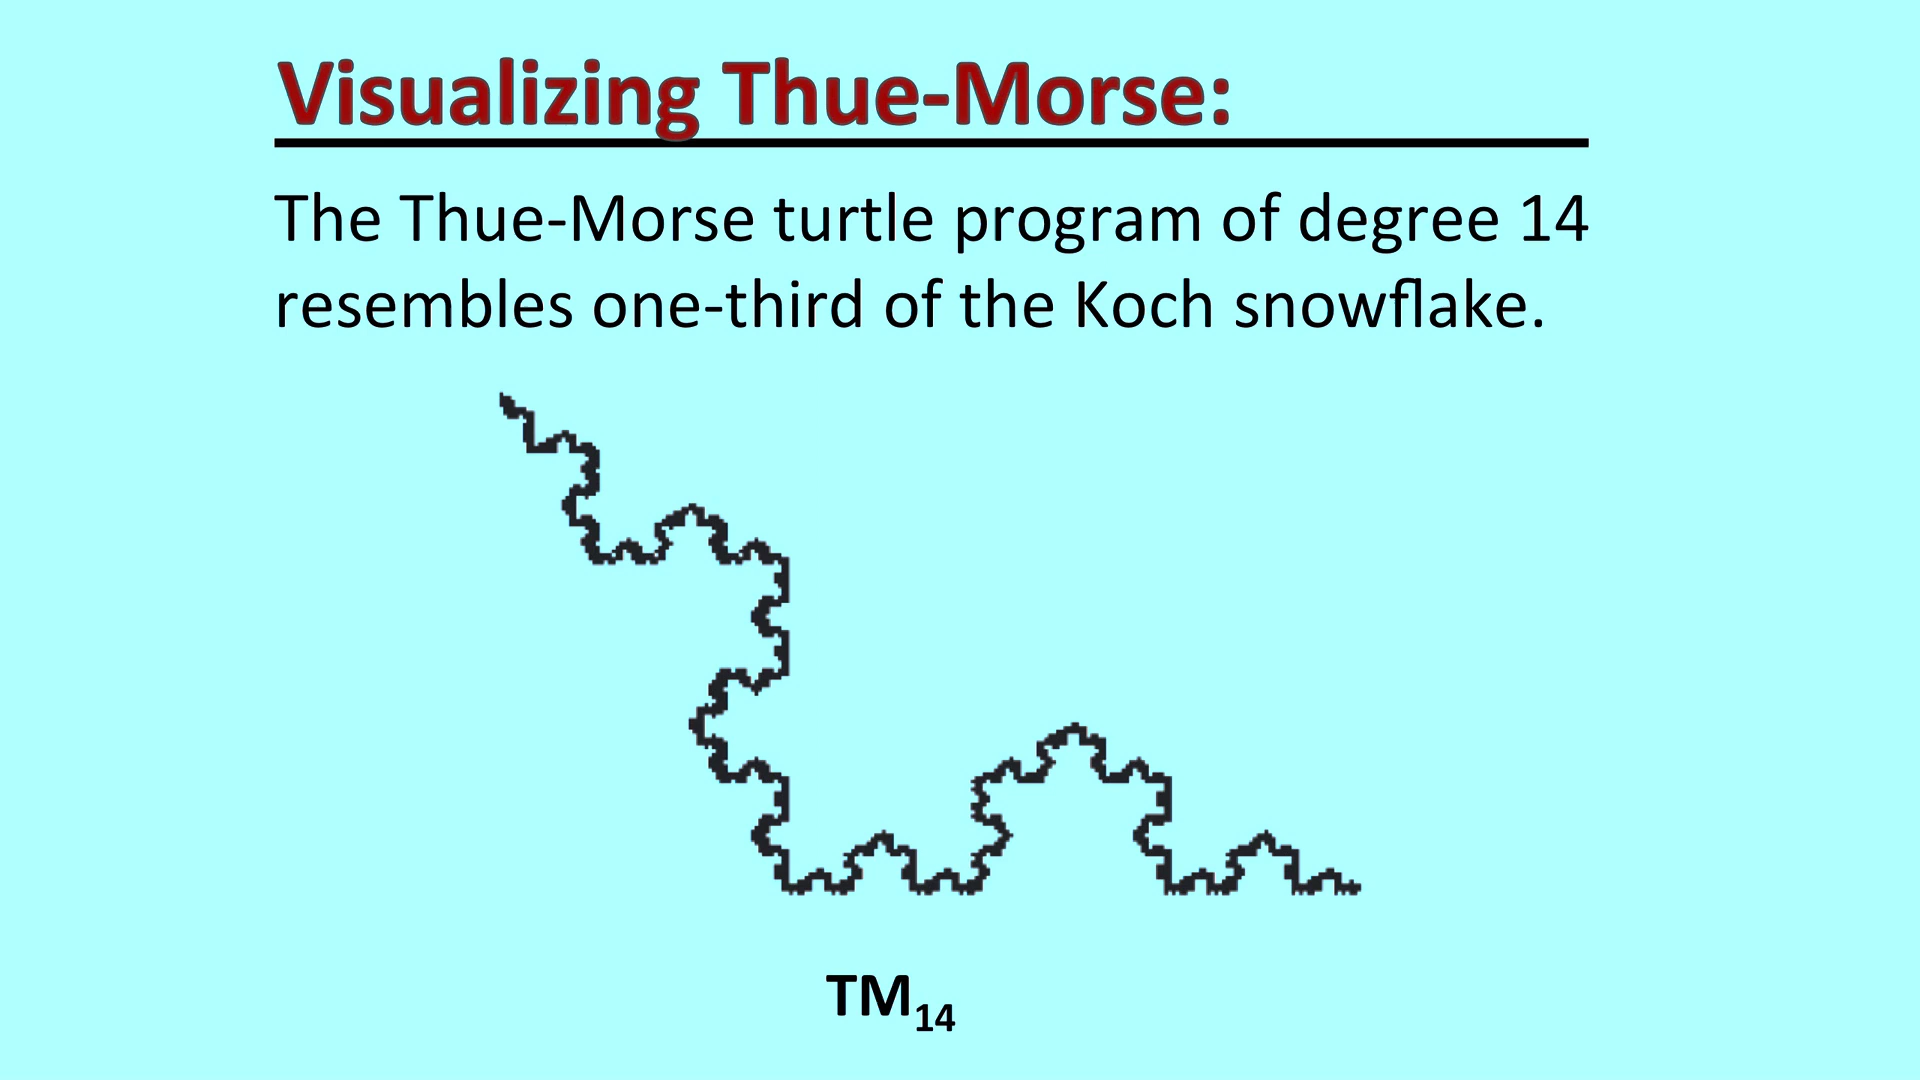 Visualizing Thue-Morse:
The Thue-Morse turtle program of degree 14
resembles one-third of the Koch snowflake.
TM₁₄